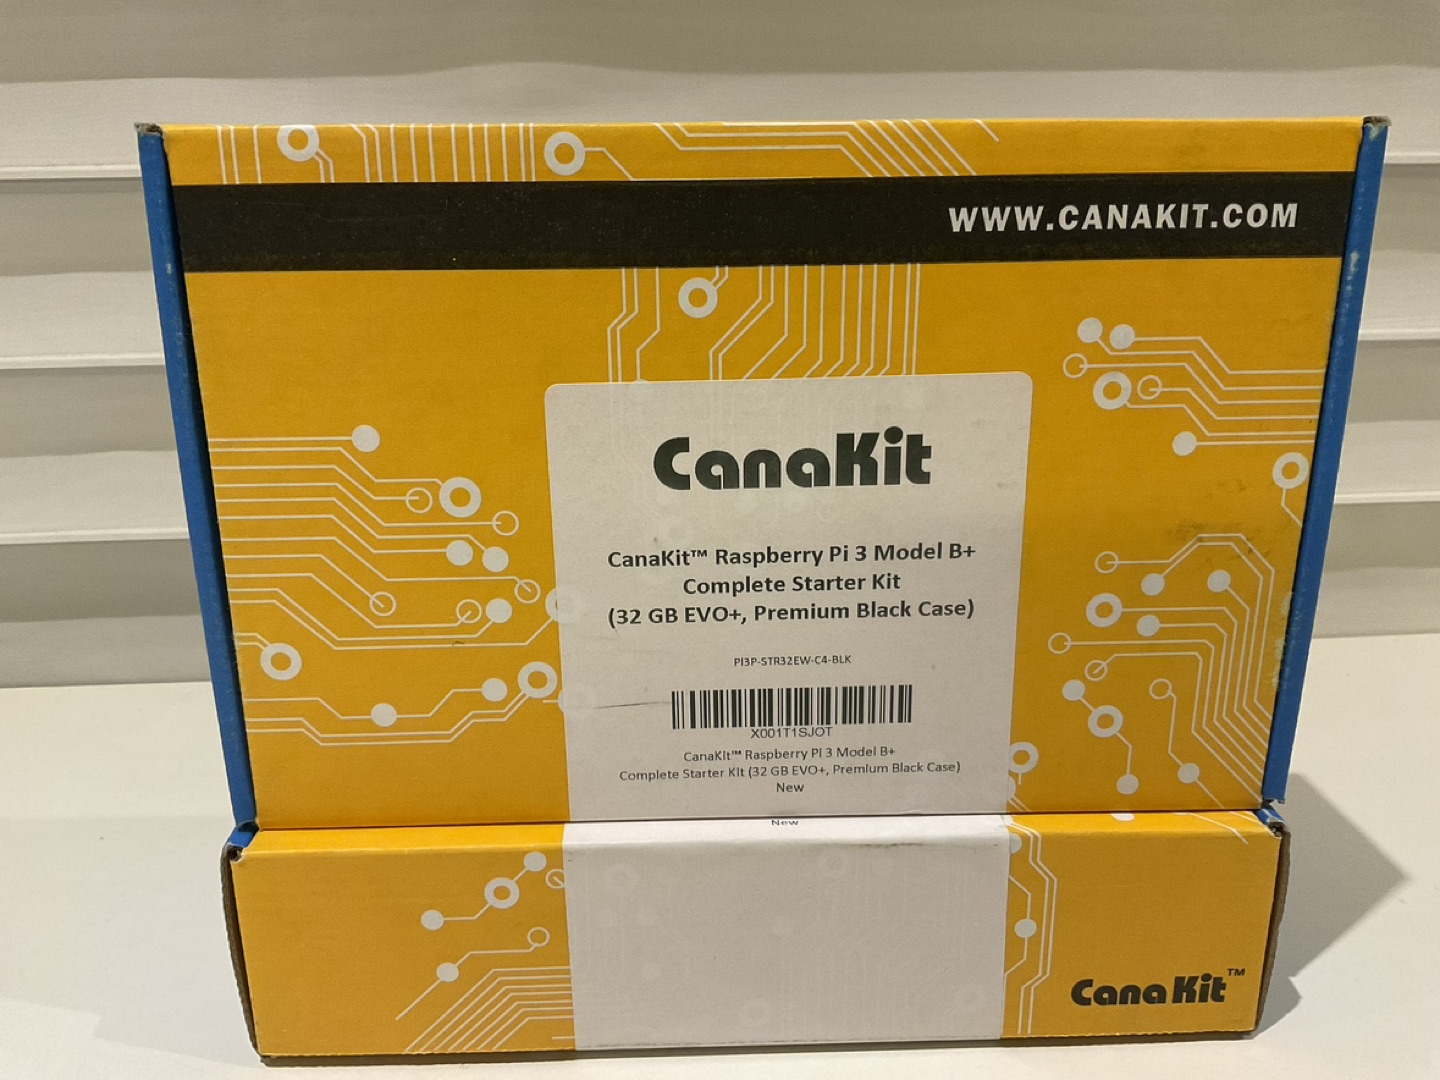 WWW.CANAKIT.COM
CanaKit
CanaKit™ Raspberry Pi 3 Model B+
Complete Starter Kit
(32 GB EVO+, Premium Black Case)
PI3P-STR32EW-C4-BLK
X001T1SJOT
CanaKit™ Raspberry Pi 3 Model B+
Complete Starter Kit (32 GB EVO+, Premium Black Case)
New
New
CanaKit™